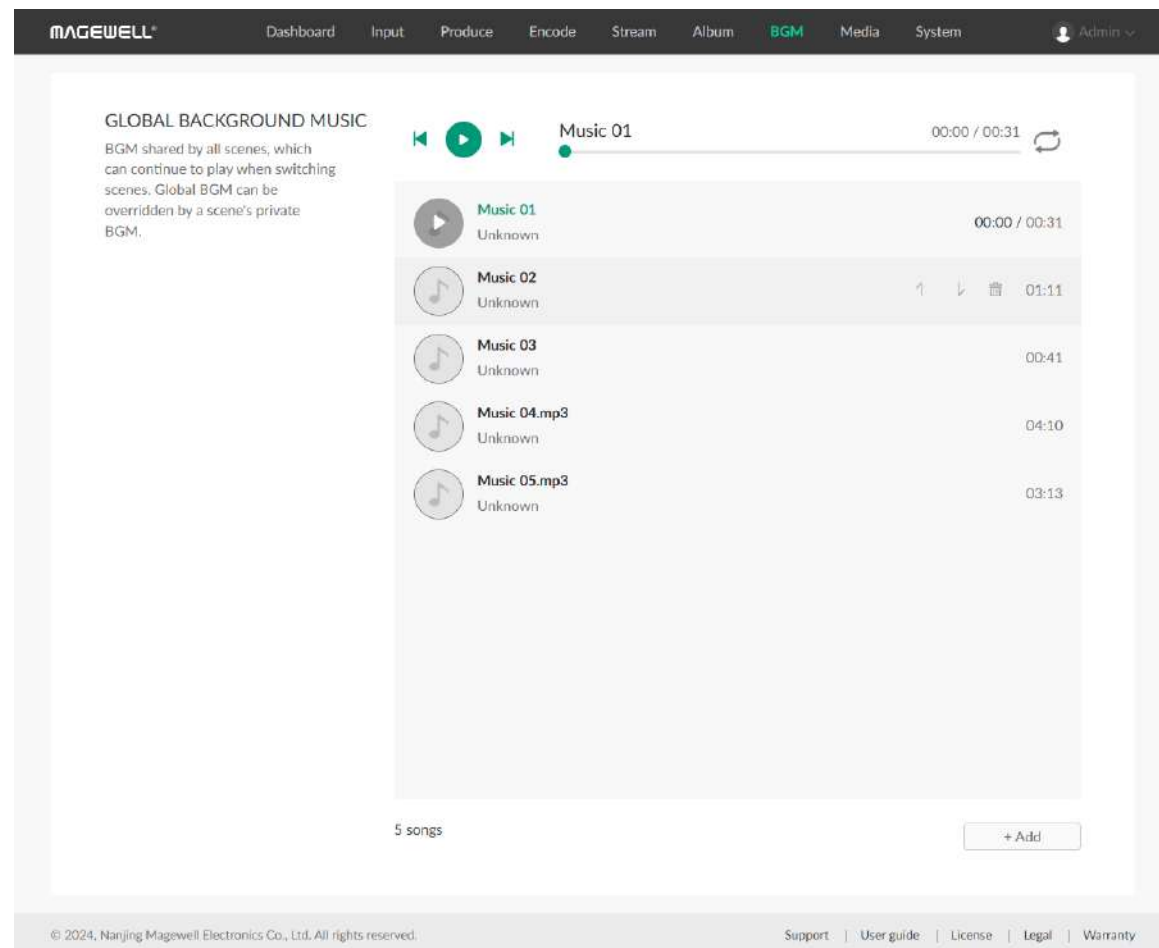 MAGEWELL® Dashboard Input Produce Encode Stream Album BGM Media System Admin
GLOBAL BACKGROUND MUSIC
BGM shared by all scenes, which
can continue to play when switching
scenes. Global BGM can be
overridden by a scene's private
BGM.
Music 01 00:00 / 00:31
Music 01
Unknown
00:00 / 00:31
Music 02
Unknown
01:11
Music 03
Unknown
00:41
Music 04.mp3
Unknown
04:10
Music 05.mp3
Unknown
03:13
5 songs
+ Add
© 2024, Nanjing Magewell Electronics Co., Ltd. All rights reserved. Support | User guide | License | Legal | Warranty